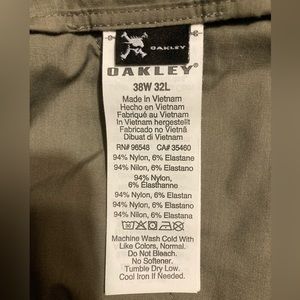 OAKLEY
OAKLEY
38W 32L
Made in Vietnam
Hecho en Vietnam
Fabriqué au Vietnam
In Vietnam hergestellt
Fabricado no Vietnã
Dibuat di Vietnam
RN# 96548 CA# 35460
94% Nylon, 6% Elastane
94% Nilon, 6% Elastano
94% Nylon,
6% Élasthanne
94% Nylon, 6% Elastan
94% Nylon, 6% Elastano
94% Nilon, 6% Elastana
Machine Wash Cold With
Like Colors, Normal.
Do Not Bleach.
No Softener.
Tumble Dry Low.
Cool Iron If Needed.